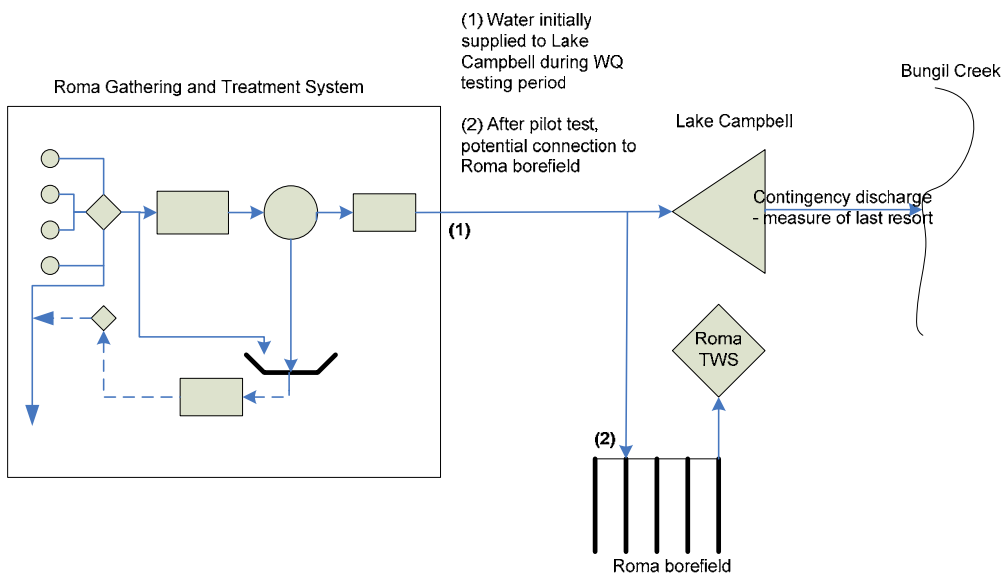 Roma Gathering and Treatment System
(1) Water initially
supplied to Lake
Campbell during WQ
testing period
(2) After pilot test,
potential connection to
Roma borefield
Lake Campbell
Bungil Creek
Contingency discharge
- measure of last resort
(1)
Roma
TWS
(2)
Roma borefield